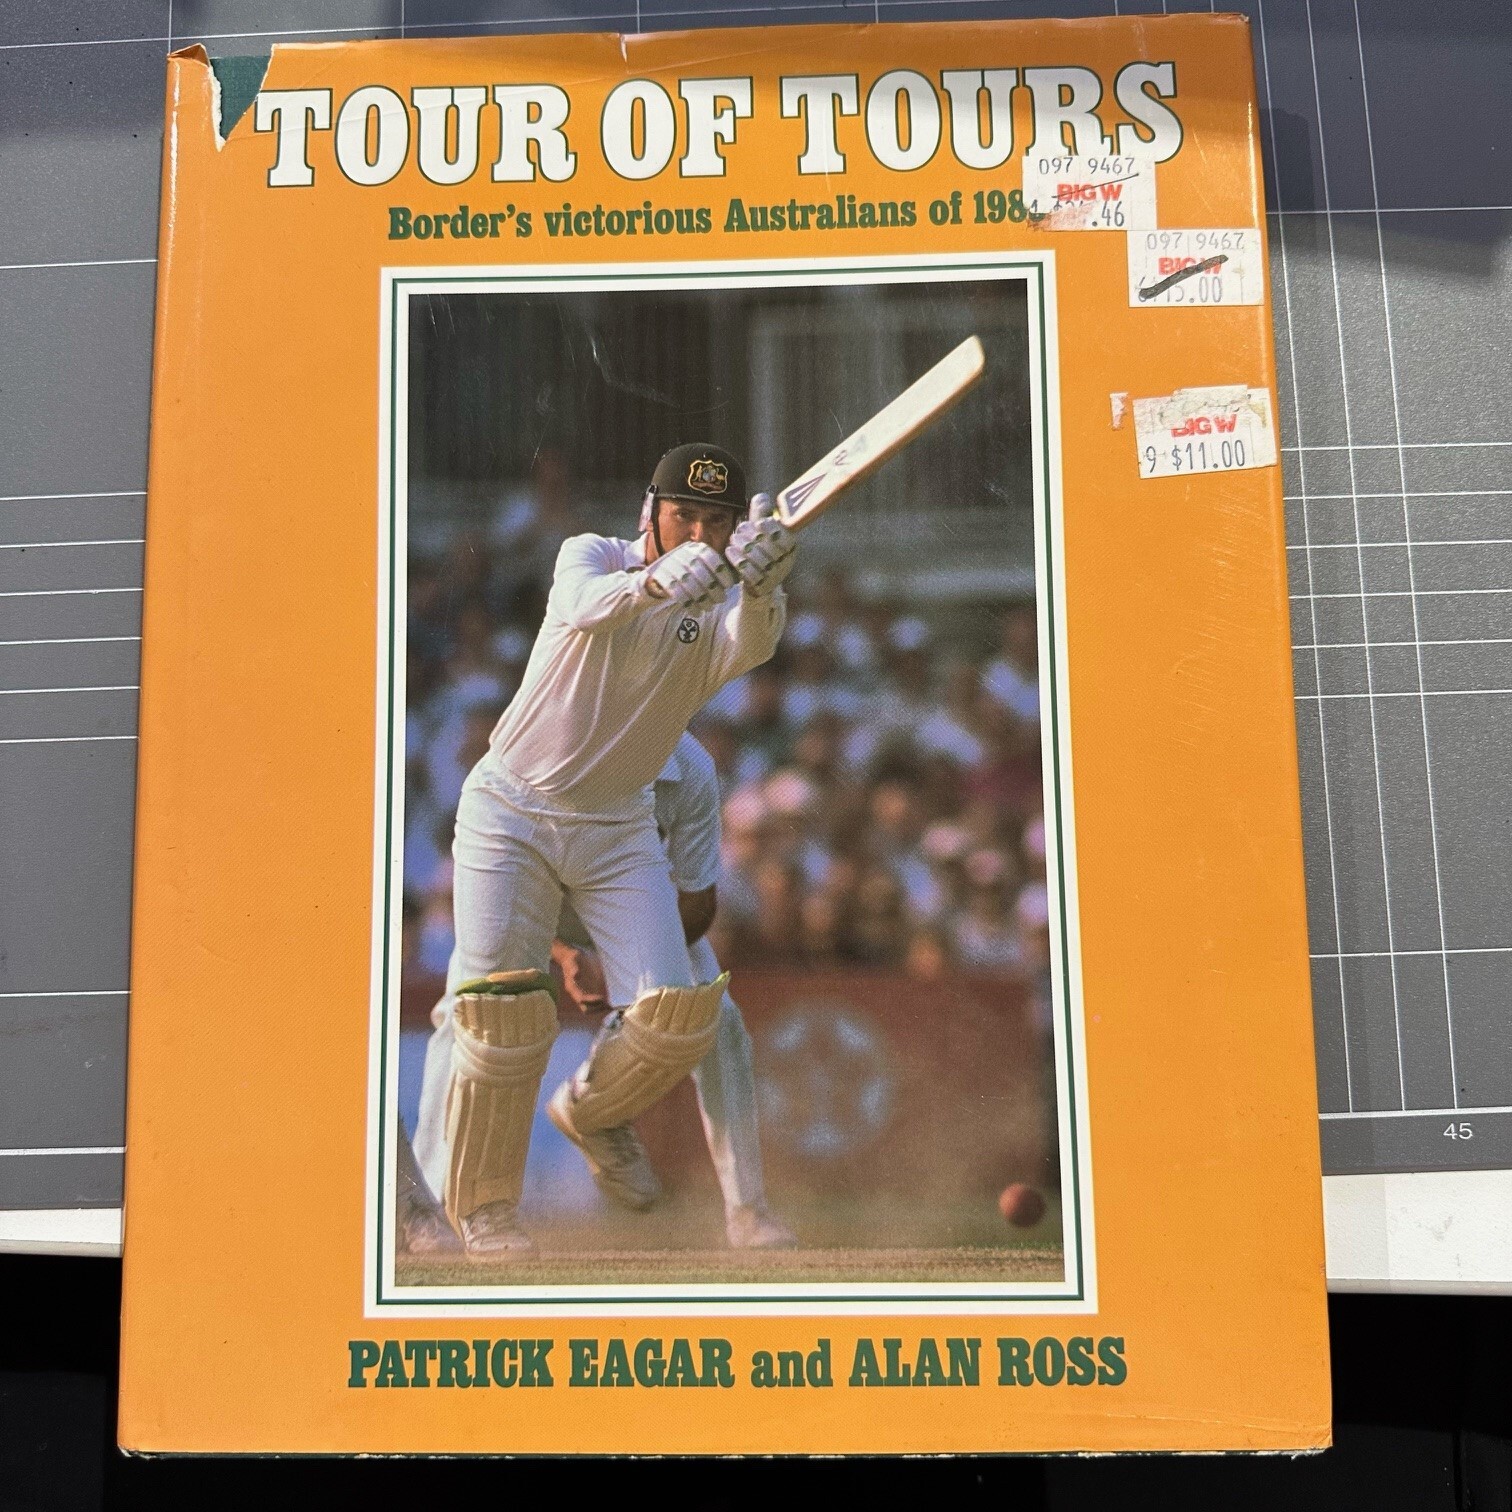 TOUR OF TOURS
Border's victorious Australians of 198
097 9467
BIG W
.46
097 9467
BIG W
15.00
BIG W
9 $11.00
PATRICK EAGAR and ALAN ROSS
45